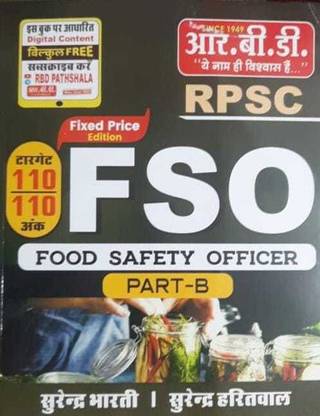 इस बुक पर आधारित
Digital Content
बिल्कुल FREE
सब्सक्राइब करें
RBD PATHSHALA
SINCE 1949
आर.बी.डी.
“ये नाम ही विश्वास हैं...”
RPSC
Fixed Price
Edition
टारगेट
110
110
अंक
FSO
FOOD SAFETY OFFICER
PART-B
सुरेन्द्र भारती । सुरेन्द्र हरितवाल